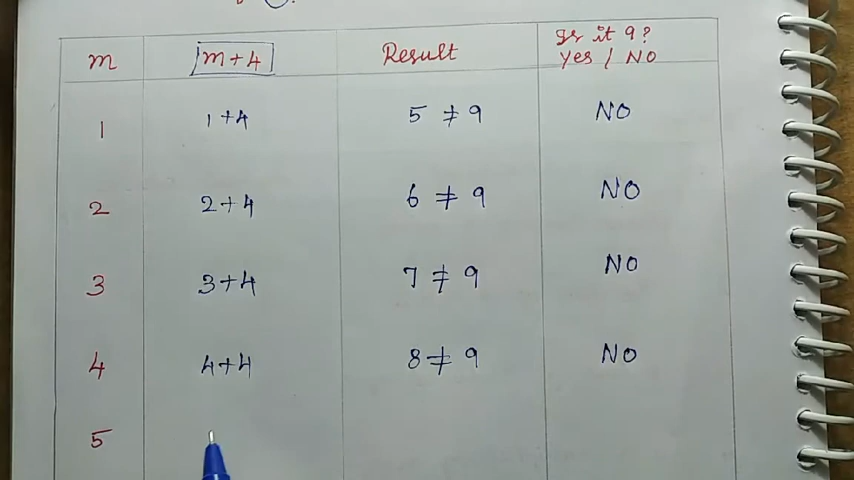 m m+4 Result Is it 9?
Yes / No
1 1+4 5 ≠ 9 NO
2 2+4 6 ≠ 9 NO
3 3+4 7 ≠ 9 NO
4 4+4 8 ≠ 9 NO
5